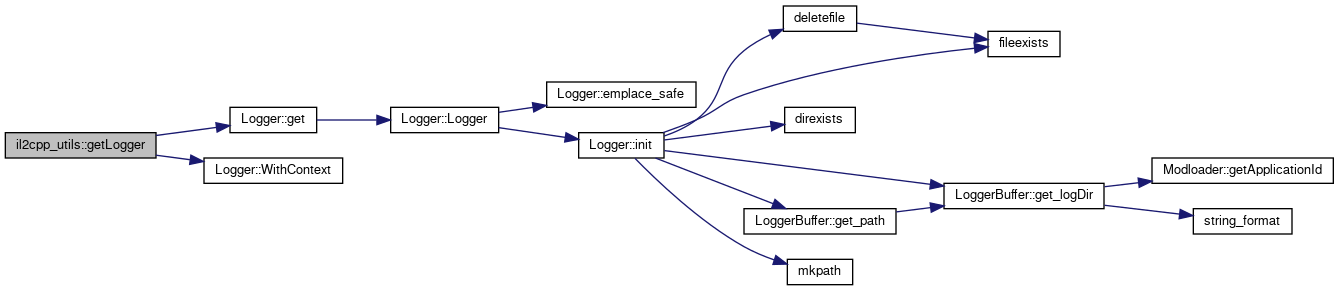 il2cpp_utils::getLogger
Logger::get
Logger::WithContext
Logger::Logger
Logger::emplace_safe
Logger::init
deletefile
fileexists
direxists
LoggerBuffer::get_path
mkpath
LoggerBuffer::get_logDir
Modloader::getApplicationId
string_format